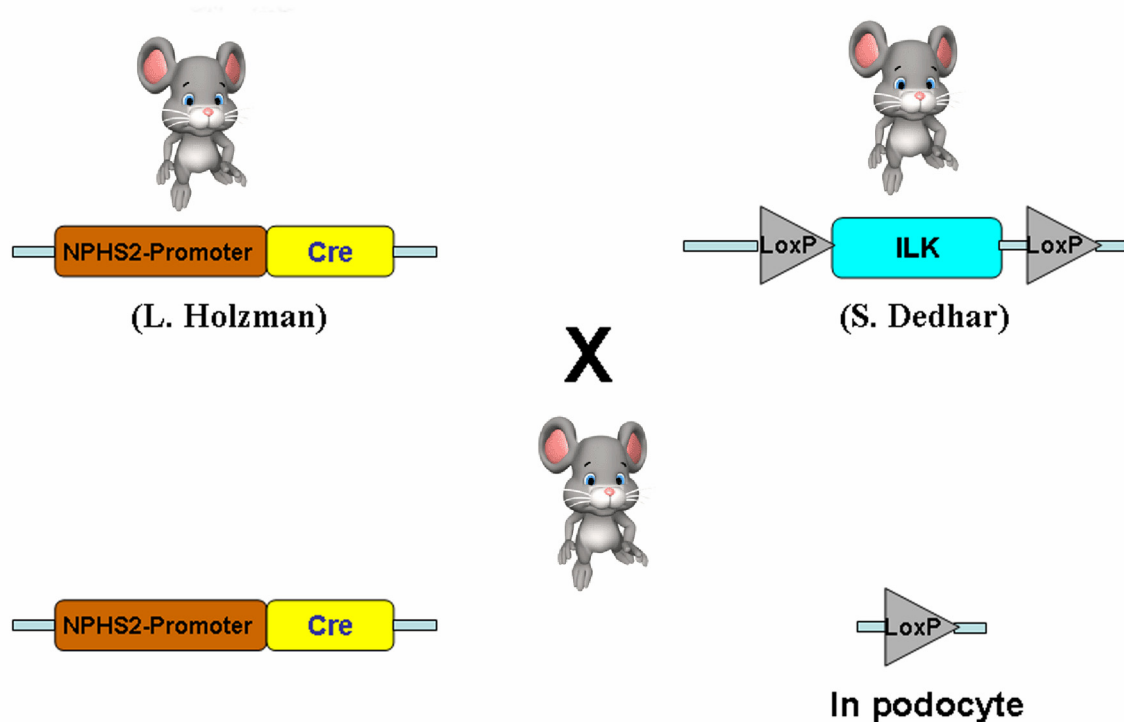 NPHS2-Promoter Cre
LoxP ILK LoxP
(L. Holzman)
(S. Dedhar)
X
NPHS2-Promoter Cre
LoxP
In podocyte